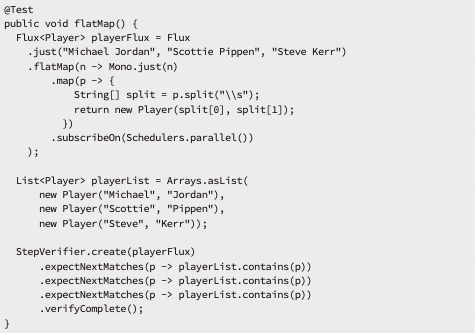 @Test
public void flatMap() {
  Flux<Player> playerFlux = Flux
    .just("Michael Jordan", "Scottie Pippen", "Steve Kerr")
    .flatMap(n -> Mono.just(n)
        .map(p -> {
            String[] split = p.split("\\s");
            return new Player(split[0], split[1]);
          })
        .subscribeOn(Schedulers.parallel())
    );

  List<Player> playerList = Arrays.asList(
      new Player("Michael", "Jordan"),
      new Player("Scottie", "Pippen"),
      new Player("Steve", "Kerr"));

  StepVerifier.create(playerFlux)
      .expectNextMatches(p -> playerList.contains(p))
      .expectNextMatches(p -> playerList.contains(p))
      .expectNextMatches(p -> playerList.contains(p))
      .verifyComplete();
}